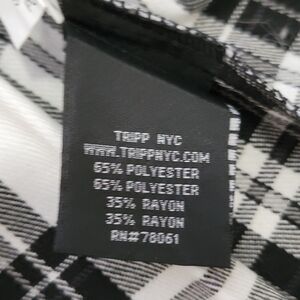 TRIPP NYC
WWW.TRIPPNYC.COM
65% POLYESTER
65% POLYESTER
35% RAYON
35% RAYON
RN#78061